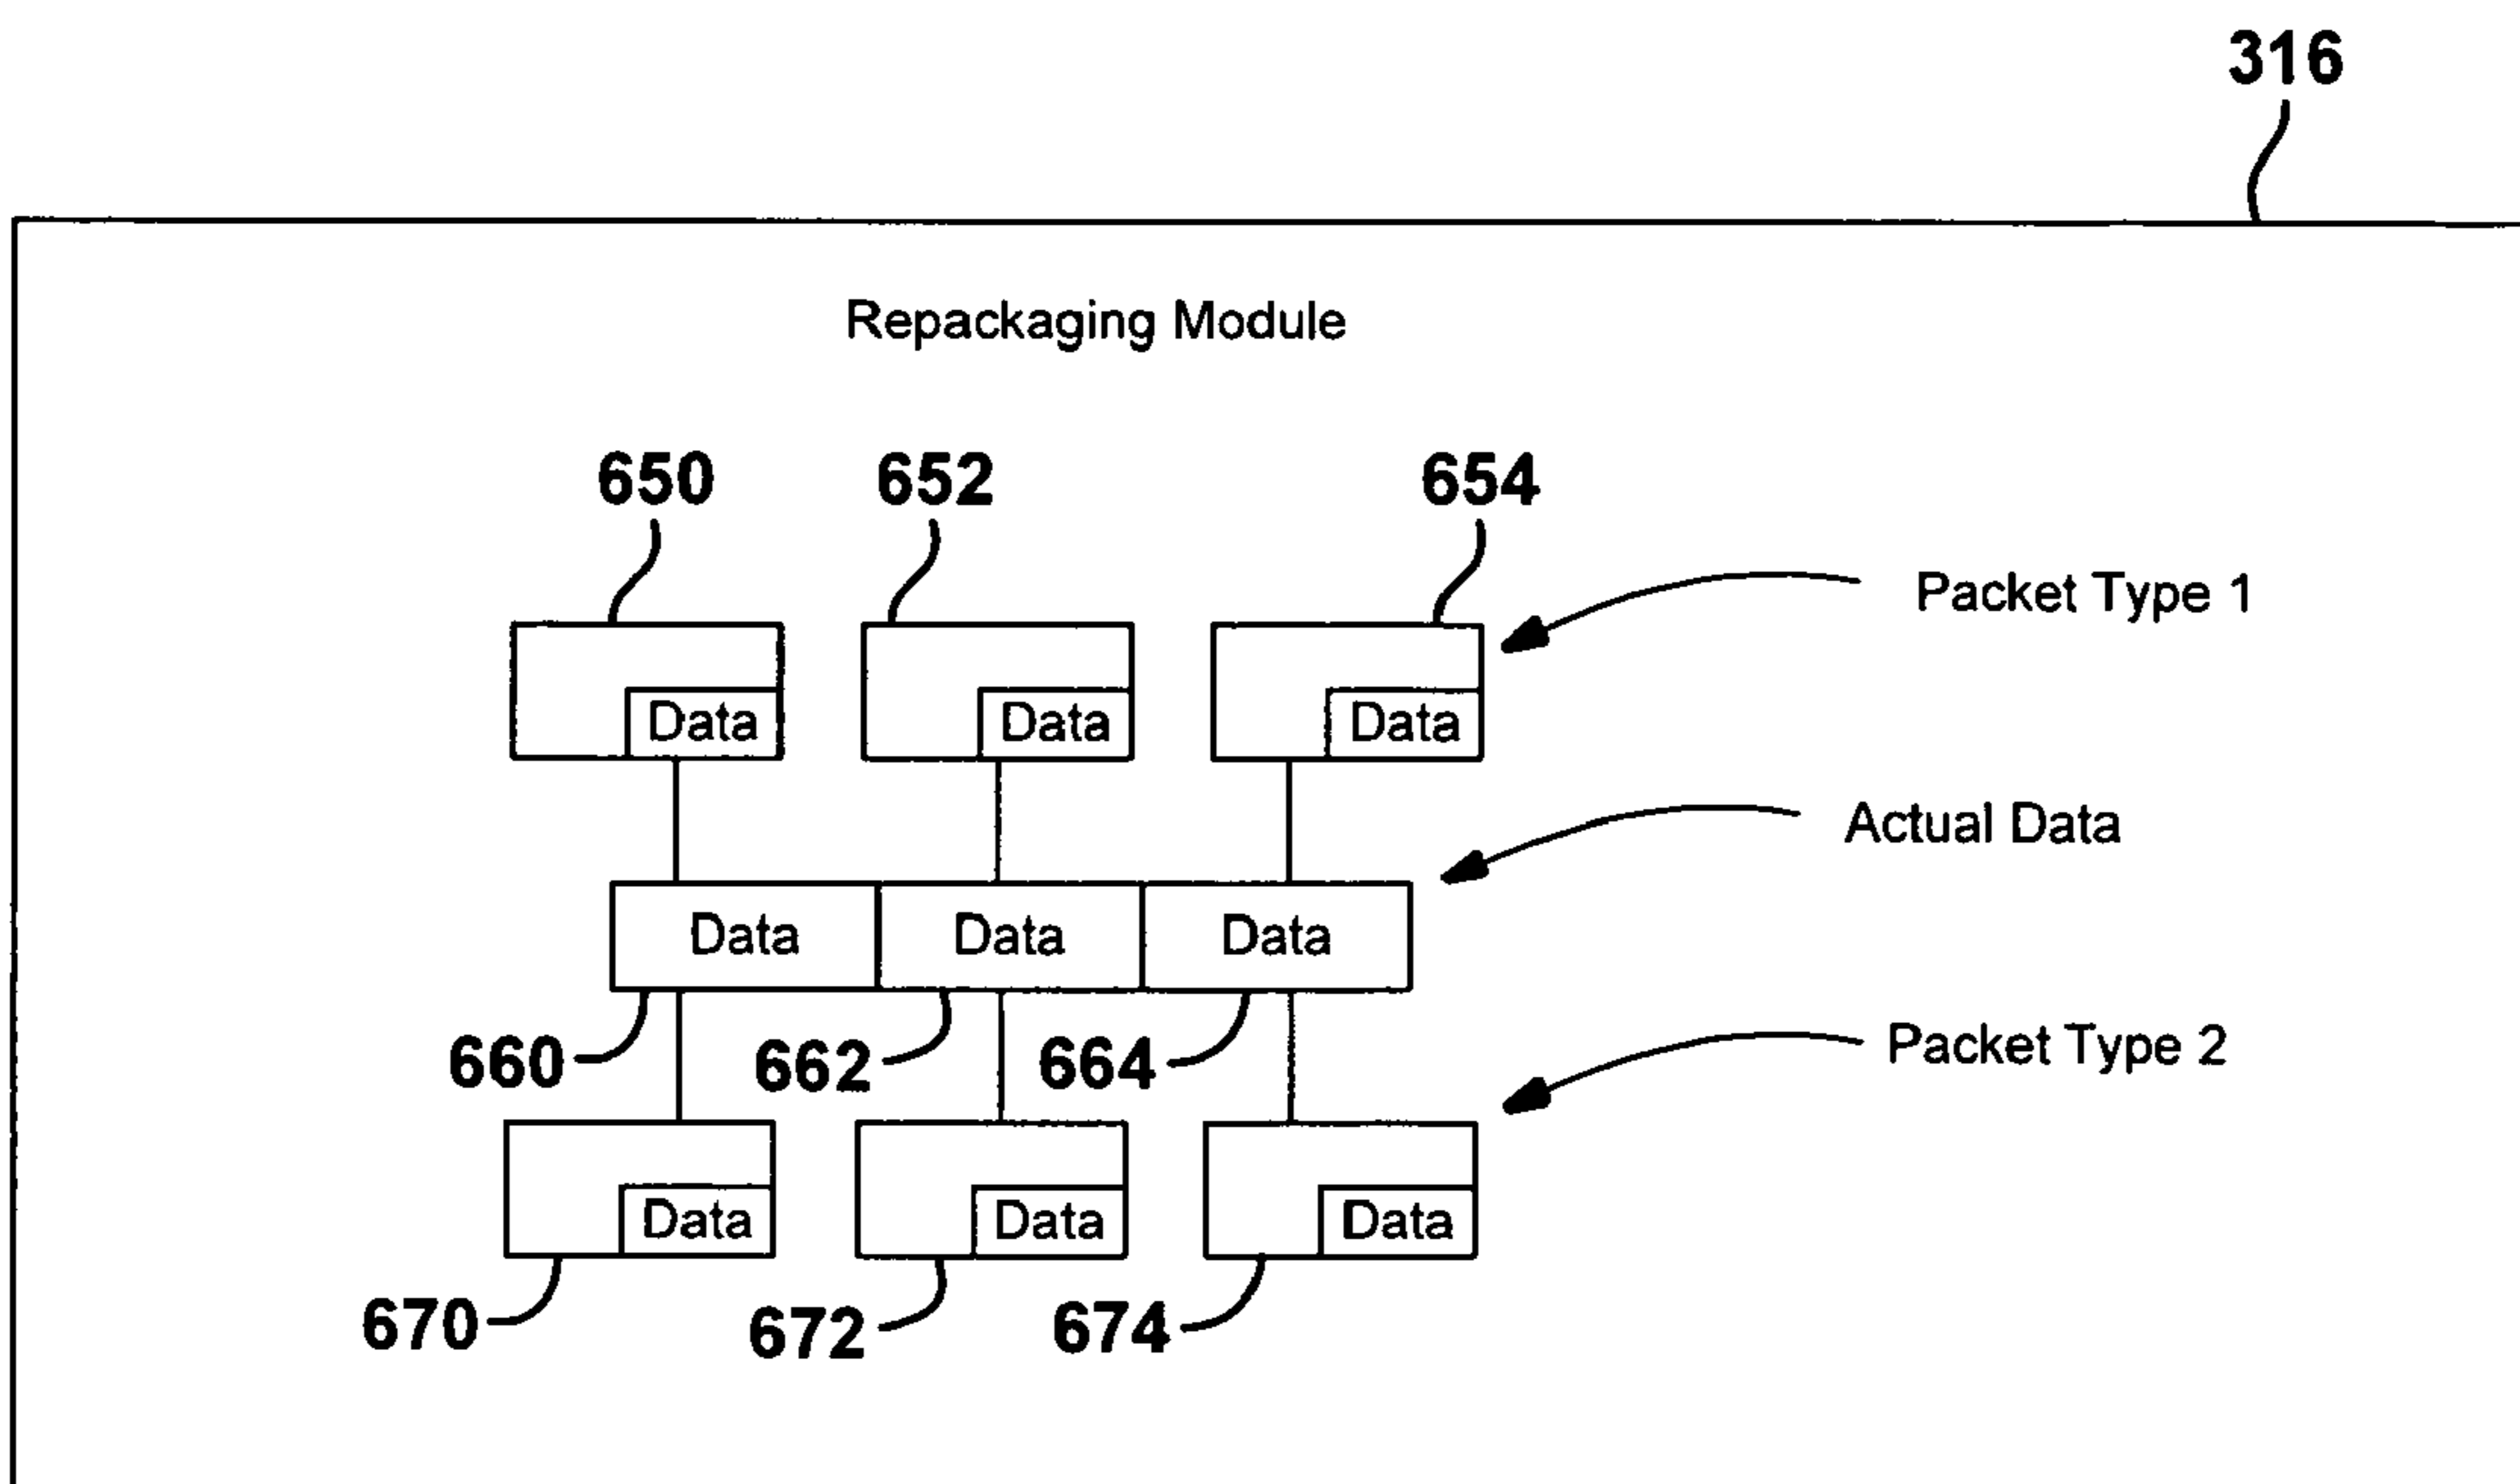 316
Repackaging Module
650 652 654
Packet Type 1
Data Data Data
Actual Data
Data Data Data
660 662 664
Packet Type 2
Data Data Data
670 672 674